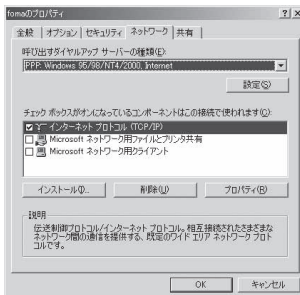 fomaのプロパティ
全般
オプション
セキュリティ
ネットワーク
共有
呼び出すダイヤルアップ サーバーの種類(E):
PPP: Windows 95/98/NT4/2000, Internet
設定(S)
チェック ボックスがオンになっているコンポーネントはこの接続で使われます(O):
インターネット プロトコル (TCP/IP)
Microsoft ネットワーク用ファイルとプリンタ共有
Microsoft ネットワーク用クライアント
インストール(I)...
削除(U)
プロパティ(R)
説明
伝送制御プロトコル/インターネット プロトコル。相互接続されたさまざまな
ネットワーク間の通信を提供する、既定のワイド エリア ネットワーク プロト
コルです。
OK
キャンセル